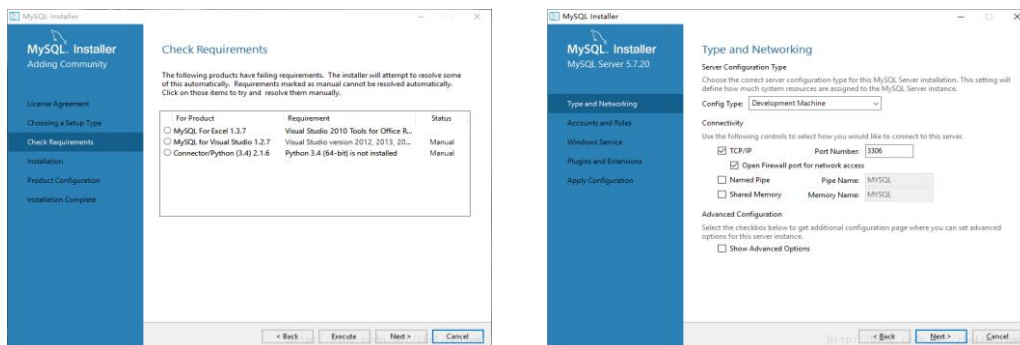 MySQL Installer
MySQL. Installer
Adding Community
License Agreement
Choosing a Setup Type
Check Requirements
Installation
Product Configuration
Installation Complete
Check Requirements
The following products have failing requirements. The installer will attempt to resolve some
of this automatically. Requirements marked as manual cannot be resolved automatically.
Click on those items to try and resolve them manually.
For Product Requirement Status
MySQL For Excel 1.3.7 Visual Studio 2010 Tools for Office R...
MySQL for Visual Studio 1.2.7 Visual Studio version 2012, 2013, 20... Manual
Connector/Python (3.4) 2.1.6 Python 3.4 (64-bit) is not installed Manual
< Back Execute Next > Cancel
MySQL Installer
MySQL. Installer
MySQL Server 5.7.20
Type and Networking
Accounts and Roles
Windows Service
Plugins and Extensions
Apply Configuration
Type and Networking
Server Configuration Type
Choose the correct server configuration type for this MySQL Server installation. This setting will
define how much system resources are assigned to the MySQL Server instance.
Config Type: Development Machine
Connectivity
Use the following controls to select how you would like to connect to this server.
TCP/IP Port Number: 3306
Open Firewall port for network access
Named Pipe Pipe Name: MYSQL
Shared Memory Memory Name: MYSQL
Advanced Configuration
Select the checkbox below to get additional configuration page where you can set advanced
options for this server instance.
Show Advanced Options
< Back Next > Cancel